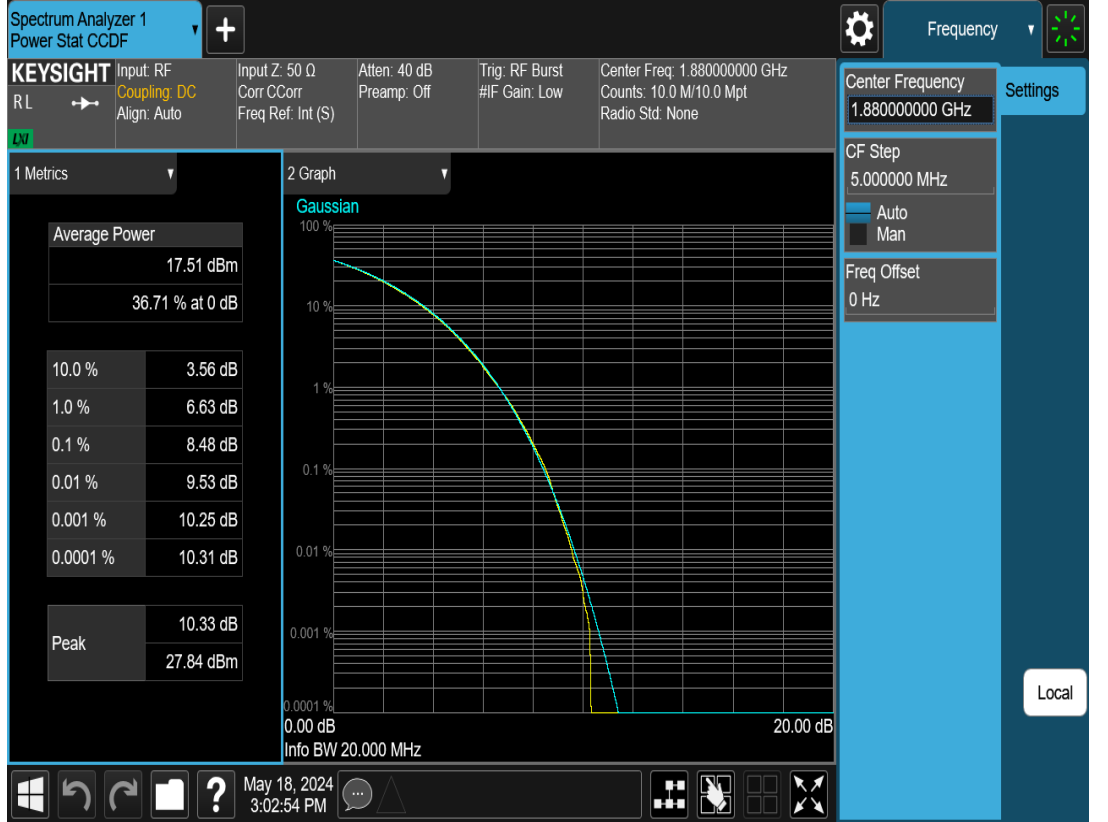 Spectrum Analyzer 1
Power Stat CCDF
+
Frequency
KEYSIGHT
RL
LXI
Input: RF
Coupling: DC
Align: Auto
Input Z: 50 Ω
Corr CCorr
Freq Ref: Int (S)
Atten: 40 dB
Preamp: Off
Trig: RF Burst
#IF Gain: Low
Center Freq: 1.880000000 GHz
Counts: 10.0 M/10.0 Mpt
Radio Std: None
Center Frequency
1.880000000 GHz
Settings
CF Step
5.000000 MHz
Auto
Man
Freq Offset
0 Hz
Local
1 Metrics
Average Power
17.51 dBm
36.71 % at 0 dB
10.0 % 3.56 dB
1.0 % 6.63 dB
0.1 % 8.48 dB
0.01 % 9.53 dB
0.001 % 10.25 dB
0.0001 % 10.31 dB
Peak
10.33 dB
27.84 dBm
2 Graph
Gaussian
100 %
10 %
1 %
0.1 %
0.01 %
0.001 %
0.0001 %
0.00 dB 20.00 dB
Info BW 20.000 MHz
?
May 18, 2024
3:02:54 PM